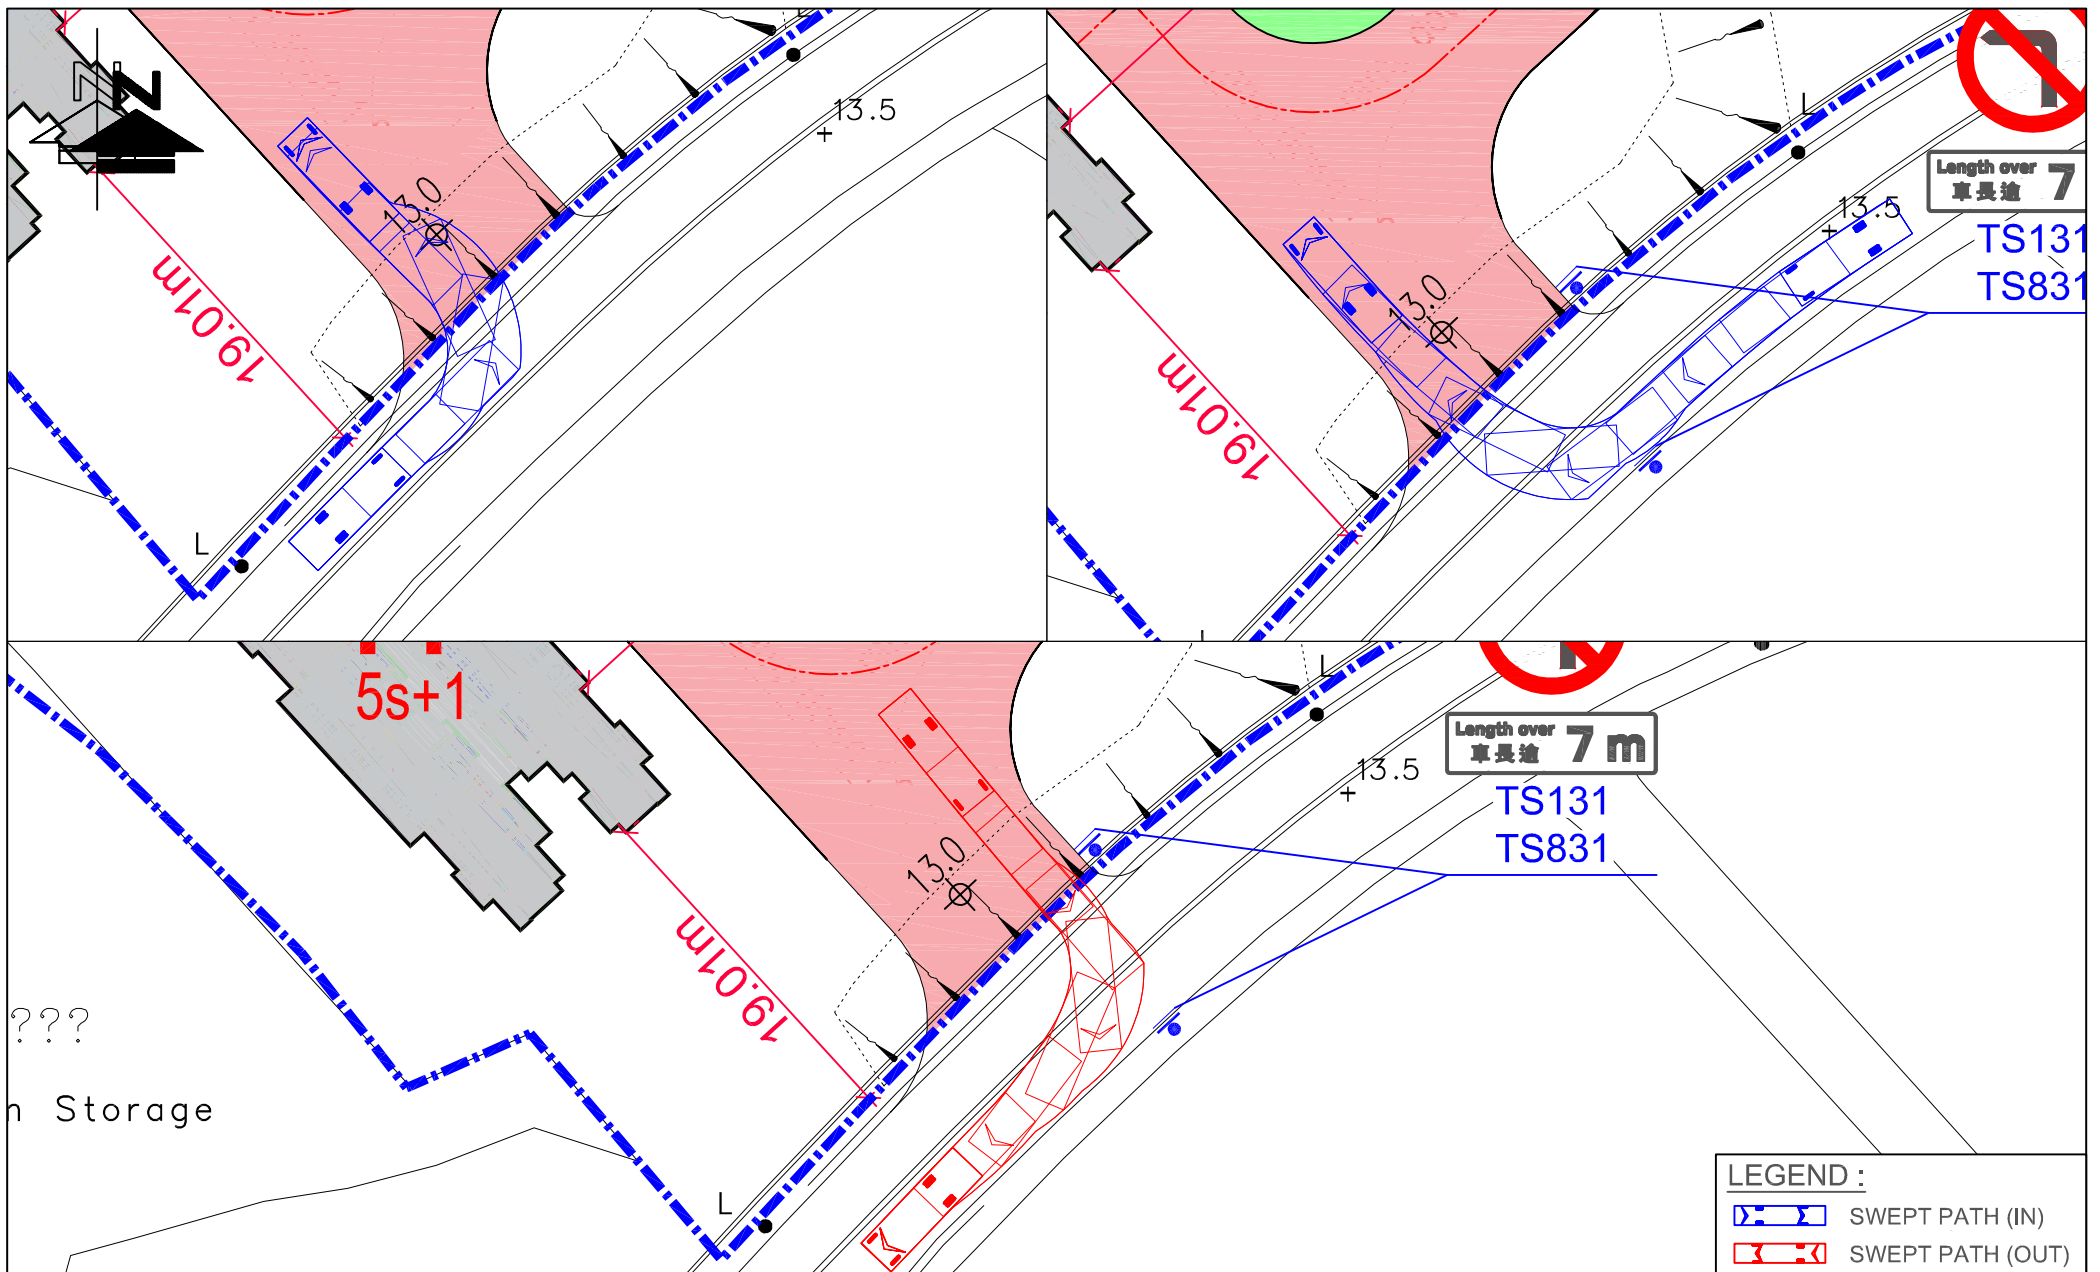 N
L
13.5
13.0
19.01m
L
L
13.5
13.0
19.01m
Length over
車長逾 7
TS131
TS831
L
5s+1
L
13.5
13.0
19.01m
Length over
車長逾 7 m
TS131
TS831
???
n Storage
L
LEGEND :
SWEPT PATH (IN)
SWEPT PATH (OUT)